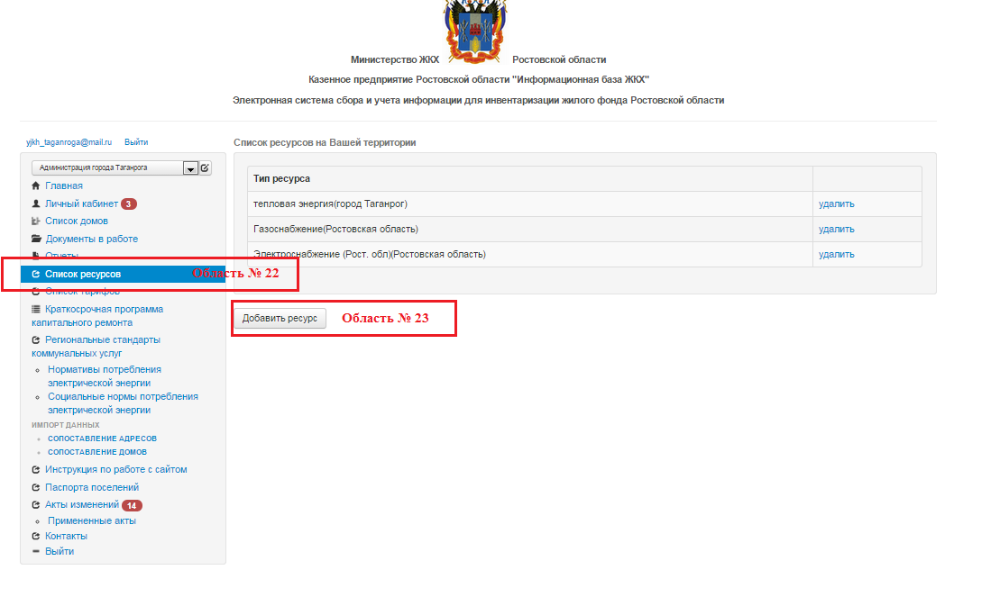 Министерство ЖКХ Ростовской области
Казенное предприятие Ростовской области "Информационная база ЖКХ"
Электронная система сбора и учета информации для инвентаризации жилого фонда Ростовской области
yjkh_taganroga@mail.ru Выйти
Администрация города Таганрога
Главная
Личный кабинет 3
Список домов
Документы в работе
Отчеты
Список ресурсов Область № 22
Список тарифов
Краткосрочная программа
капитального ремонта
Региональные стандарты
коммунальных услуг
Нормативы потребления
электрической энергии
Социальные нормы потребления
электрической энергии
ИМПОРТ ДАННЫХ
СОПОСТАВЛЕНИЕ АДРЕСОВ
СОПОСТАВЛЕНИЕ ДОМОВ
Инструкция по работе с сайтом
Паспорта поселений
Акты изменений 14
Примененные акты
Контакты
Выйти
Список ресурсов на Вашей территории
Тип ресурса
тепловая энергия(город Таганрог) удалить
Газоснабжение(Ростовская область) удалить
Электроснабжение (Рост. обл)(Ростовская область) удалить
Добавить ресурс Область № 23